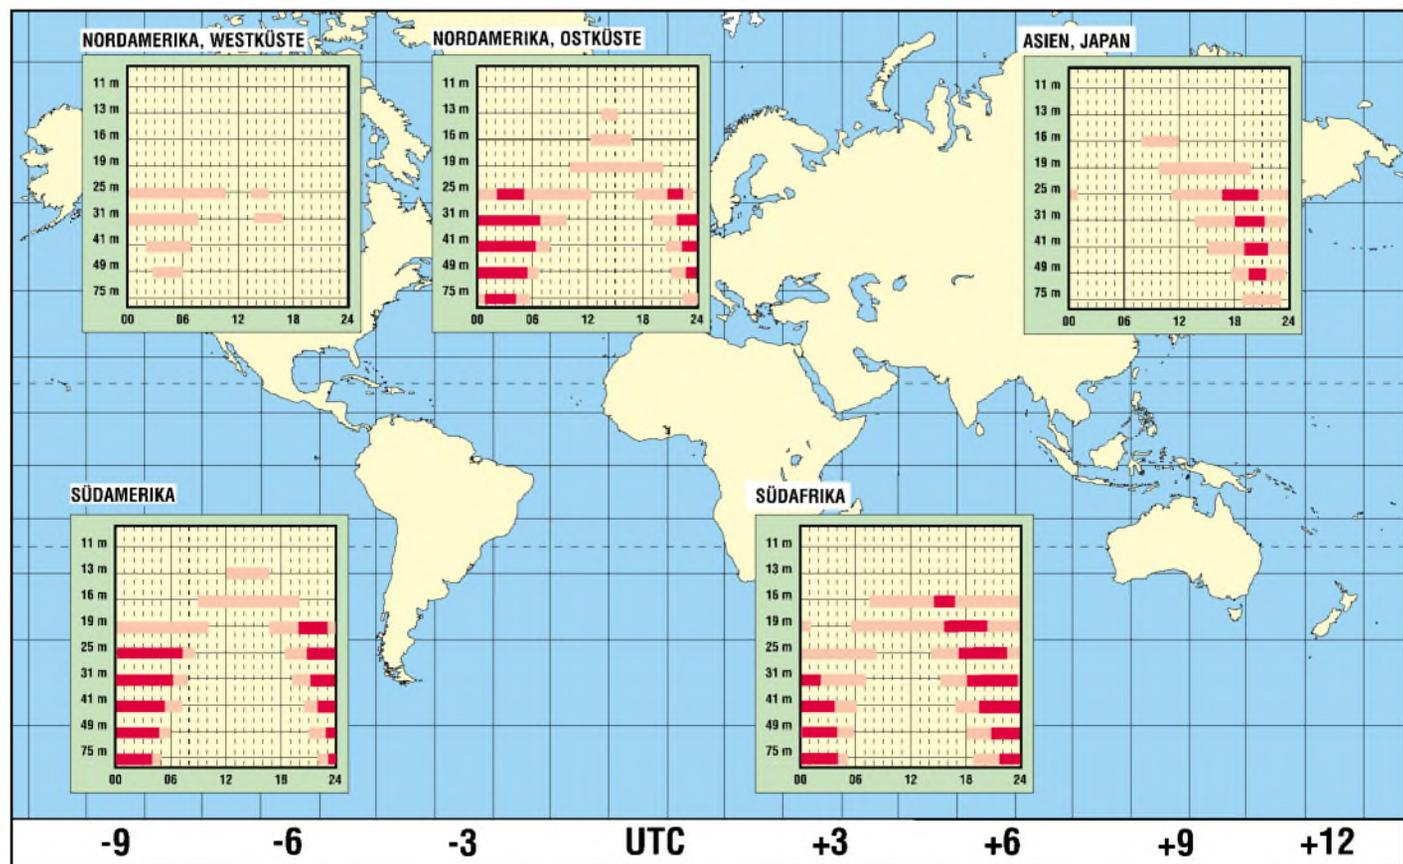 NORDAMERIKA, WESTKÜSTE
11 m
13 m
16 m
19 m
25 m
31 m
41 m
49 m
75 m
00 06 12 18 24
NORDAMERIKA, OSTKÜSTE
11 m
13 m
16 m
19 m
25 m
31 m
41 m
49 m
75 m
00 06 12 18 24
ASIEN, JAPAN
11 m
13 m
16 m
19 m
25 m
31 m
41 m
49 m
75 m
00 06 12 18 24
SÜDAMERIKA
11 m
13 m
16 m
19 m
25 m
31 m
41 m
49 m
75 m
00 06 12 18 24
SÜDAFRIKA
11 m
13 m
16 m
19 m
25 m
31 m
41 m
49 m
75 m
00 06 12 18 24
-9 -6 -3 UTC +3 +6 +9 +12